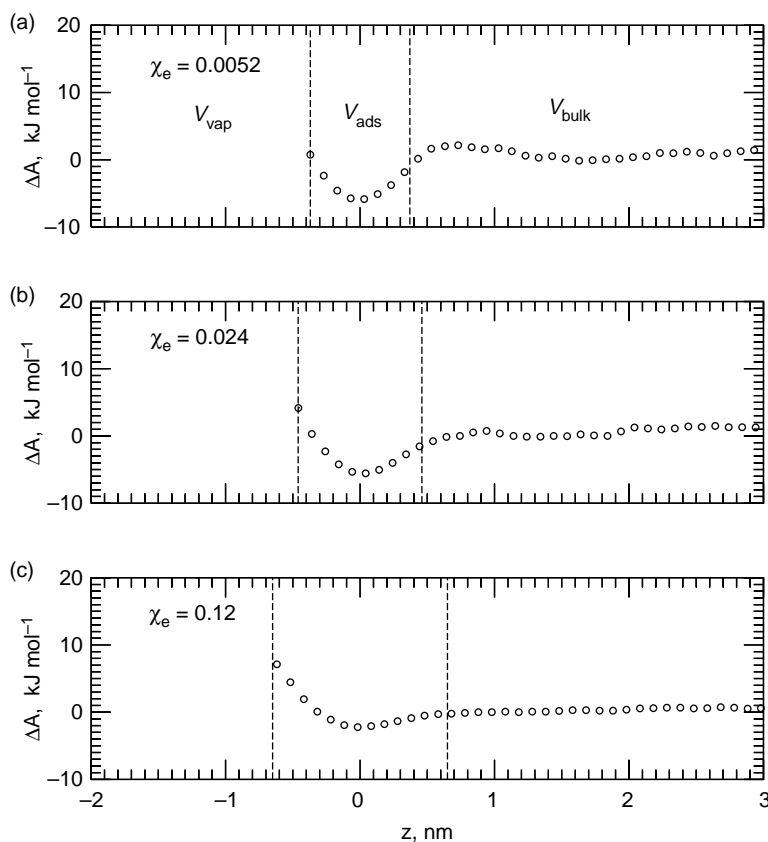 (a)
20
χe = 0.0052
10
Vvap
Vads
Vbulk
0
–10
ΔA, kJ mol–1
(b)
20
χe = 0.024
10
0
–10
ΔA, kJ mol–1
(c)
20
χe = 0.12
10
0
–10
ΔA, kJ mol–1
–2 –1 0 1 2 3
z, nm